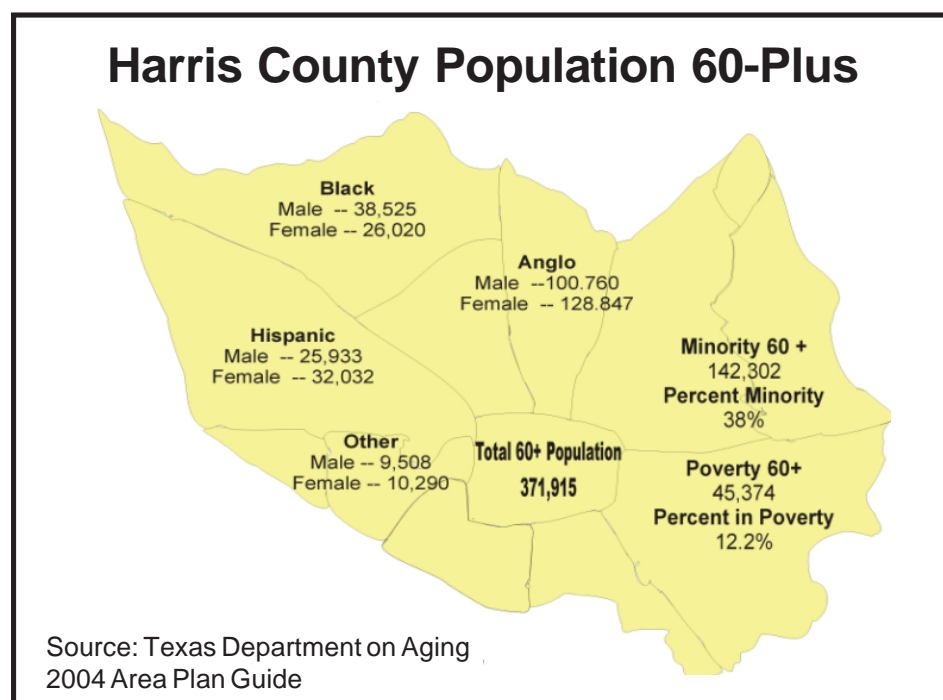 Harris County Population 60-Plus
Black
Male -- 38,525
Female -- 26,020
Anglo
Male --100.760
Female -- 128.847
Hispanic
Male -- 25,933
Female -- 32,032
Minority 60 +
142,302
Percent Minority
38%
Other
Male -- 9,508
Female -- 10,290
Total 60+ Population
371,915
Poverty 60+
45,374
Percent in Poverty
12.2%
Source: Texas Department on Aging
2004 Area Plan Guide